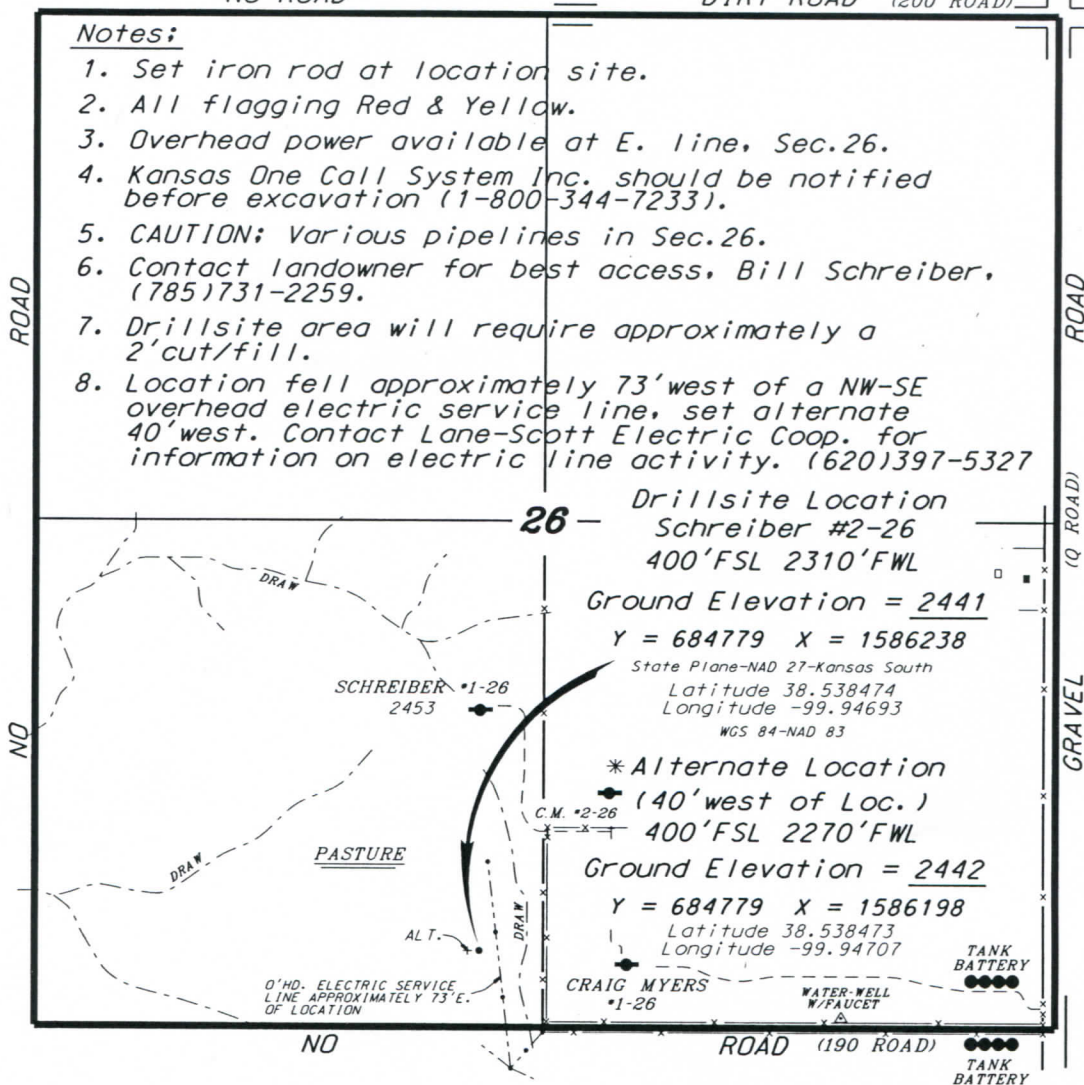 NO ROAD
DIRT ROAD (200 ROAD)
Notes:
1. Set iron rod at location site.
2. All flagging Red & Yellow.
3. Overhead power available at E. line, Sec.26.
4. Kansas One Call System Inc. should be notified
before excavation (1-800-344-7233).
5. CAUTION: Various pipelines in Sec.26.
6. Contact landowner for best access, Bill Schreiber,
(785)731-2259.
7. Drillsite area will require approximately a
2'cut/fill.
8. Location fell approximately 73'west of a NW-SE
overhead electric service line, set alternate
40'west. Contact Lane-Scott Electric Coop. for
information on electric line activity. (620)397-5327
ROAD
ROAD
(Q ROAD)
26
Drillsite Location
Schreiber #2-26
400'FSL 2310'FWL
Ground Elevation = 2441
Y = 684779 X = 1586238
State Plane-NAD 27-Kansas South
Latitude 38.538474
Longitude -99.94693
WGS 84-NAD 83
DRAW
SCHREIBER #1-26
2453
NO
GRAVEL
* Alternate Location
(40'west of Loc.)
C.M. #2-26
400'FSL 2270'FWL
Ground Elevation = 2442
Y = 684779 X = 1586198
Latitude 38.538473
Longitude -99.94707
PASTURE
DRAW
DRAW
ALT.
O'HD. ELECTRIC SERVICE
LINE APPROXIMATELY 73'E.
OF LOCATION
CRAIG MYERS
#1-26
WATER-WELL
W/FAUCET
TANK
BATTERY
NO
ROAD (190 ROAD)
TANK
BATTERY